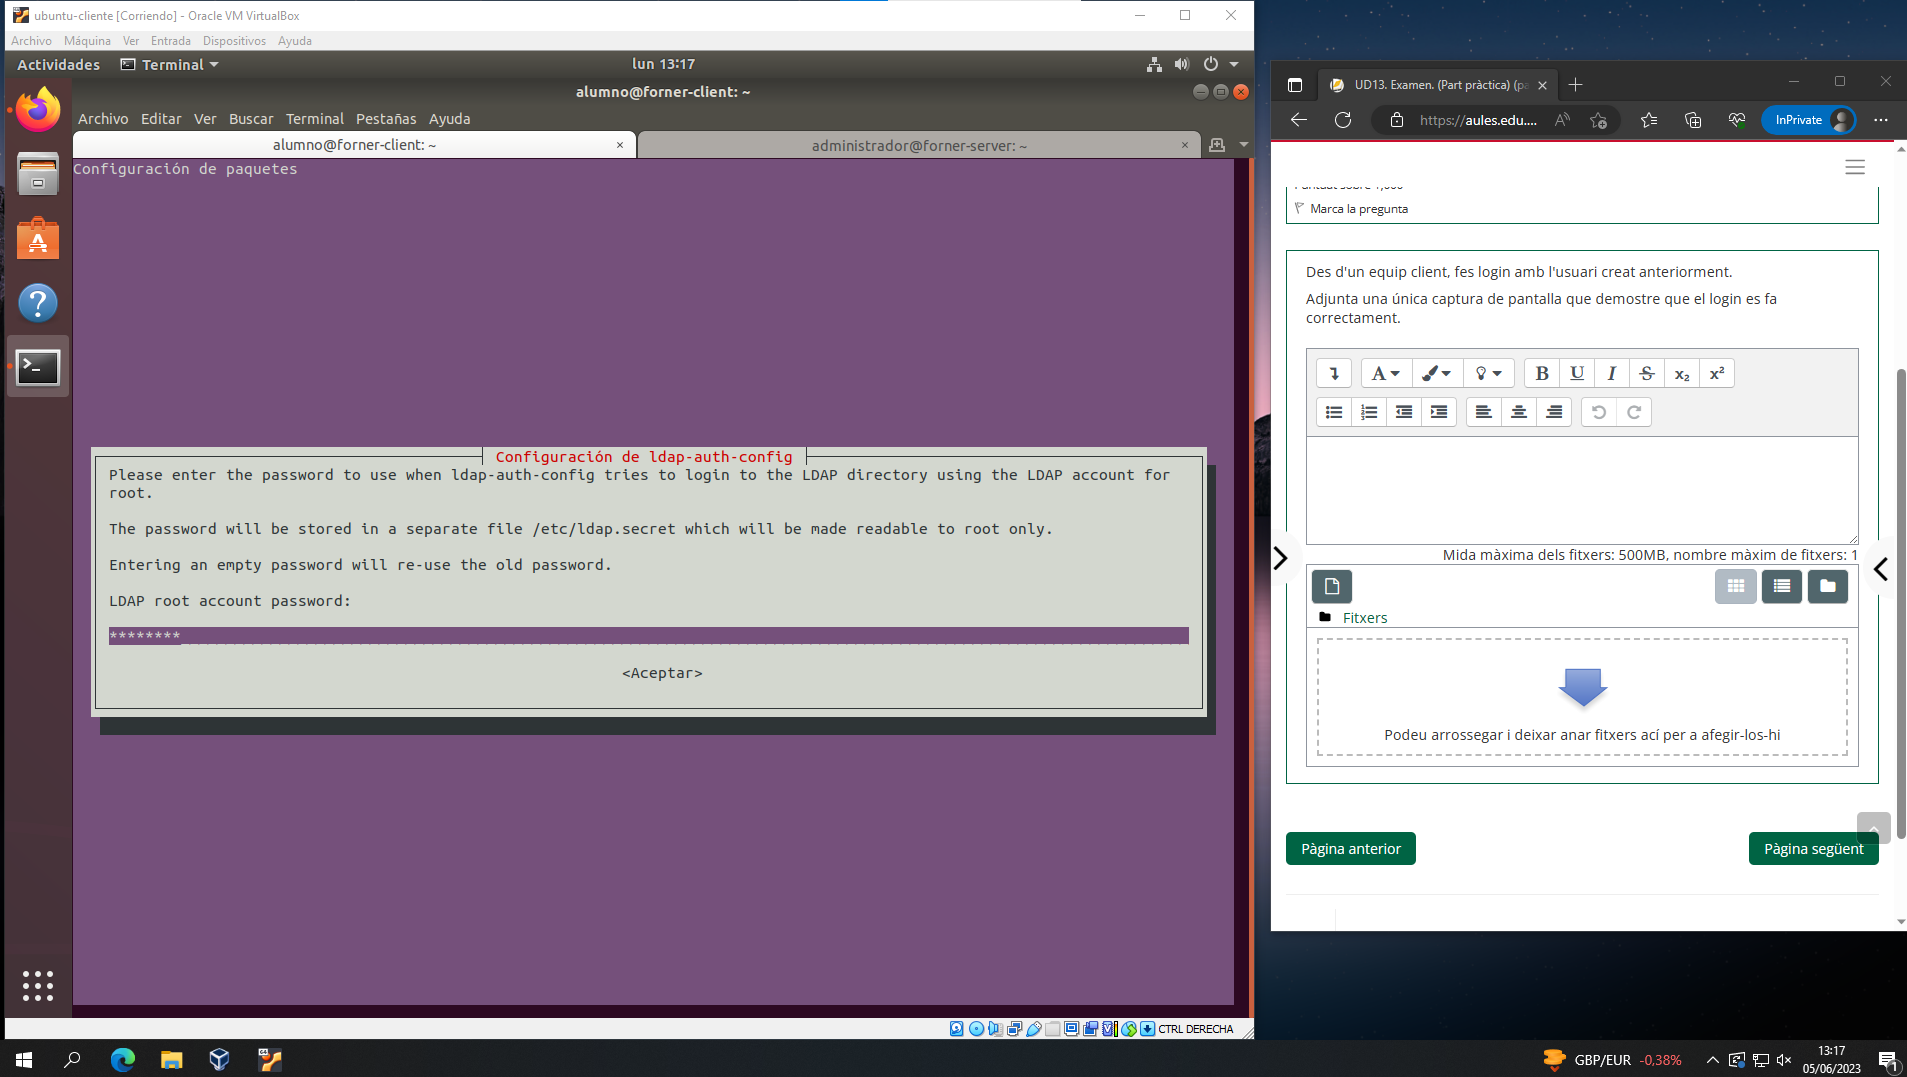 ubuntu-cliente [Corriendo] - Oracle VM VirtualBox
Archivo Máquina Ver Entrada Dispositivos Ayuda
Actividades Terminal lun 13:17
alumno@forner-client: ~
Archivo Editar Ver Buscar Terminal Pestañas Ayuda
alumno@forner-client: ~ × administrador@forner-server: ~ ×
Configuración de paquetes
Configuración de ldap-auth-config
Please enter the password to use when ldap-auth-config tries to login to the LDAP directory using the LDAP account for
root.
The password will be stored in a separate file /etc/ldap.secret which will be made readable to root only.
Entering an empty password will re-use the old password.
LDAP root account password:
********
<Aceptar>
CTRL DERECHA
UD13. Examen. (Part pràctica) (pa
https://aules.edu....
InPrivate
Marca la pregunta
Des d'un equip client, fes login amb l'usuari creat anteriorment.
Adjunta una única captura de pantalla que demostre que el login es fa
correctament.
Mida màxima dels fitxers: 500MB, nombre màxim de fitxers: 1
Fitxers
Podeu arrossegar i deixar anar fitxers ací per a afegir-los-hi
Pàgina anterior Pàgina següent
GBP/EUR -0,38%
13:17
05/06/2023
1